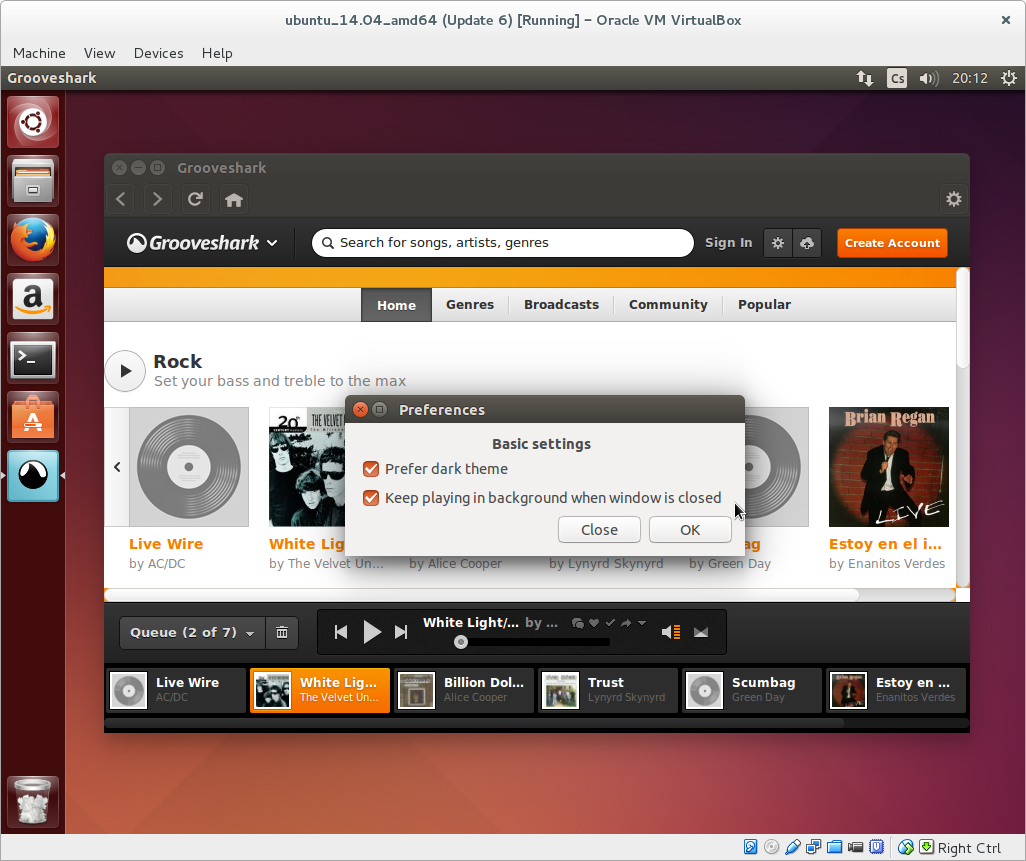 ubuntu_14.04_amd64 (Update 6) [Running] – Oracle VM VirtualBox
Machine View Devices Help
Grooveshark Cs 20:12
Grooveshark
Grooveshark Search for songs, artists, genres Sign In Create Account
Home Genres Broadcasts Community Popular
Rock
Set your bass and treble to the max
Preferences
Basic settings
Prefer dark theme
Keep playing in background when window is closed
Close OK
20th THE VELVET Brian Regan LIVE
Live Wire White Lig ag Estoy en el i...
by AC/DC by The Velvet Un... by Alice Cooper by Lynyrd Skynyrd by Green Day by Enanitos Verdes
Queue (2 of 7) White Light/... by ...
Live Wire White Lig... Billion Dol... Trust Scumbag Estoy en ...
AC/DC The Velvet Un... Alice Cooper Lynyrd Skynyrd Green Day Enanitos Verdes
Right Ctrl